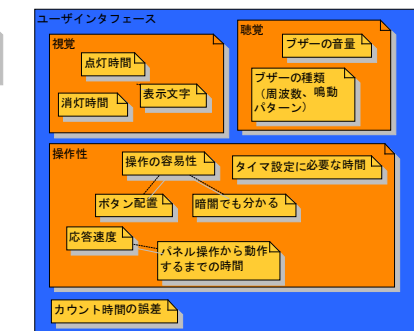 ユーザインタフェース
視覚
点灯時間
消灯時間
表示文字
聴覚
ブザーの音量
ブザーの種類
（周波数、鳴動
パターン）
操作性
操作の容易性
タイマ設定に必要な時間
ボタン配置
暗闇でも分かる
応答速度
パネル操作から動作
するまでの時間
カウント時間の誤差